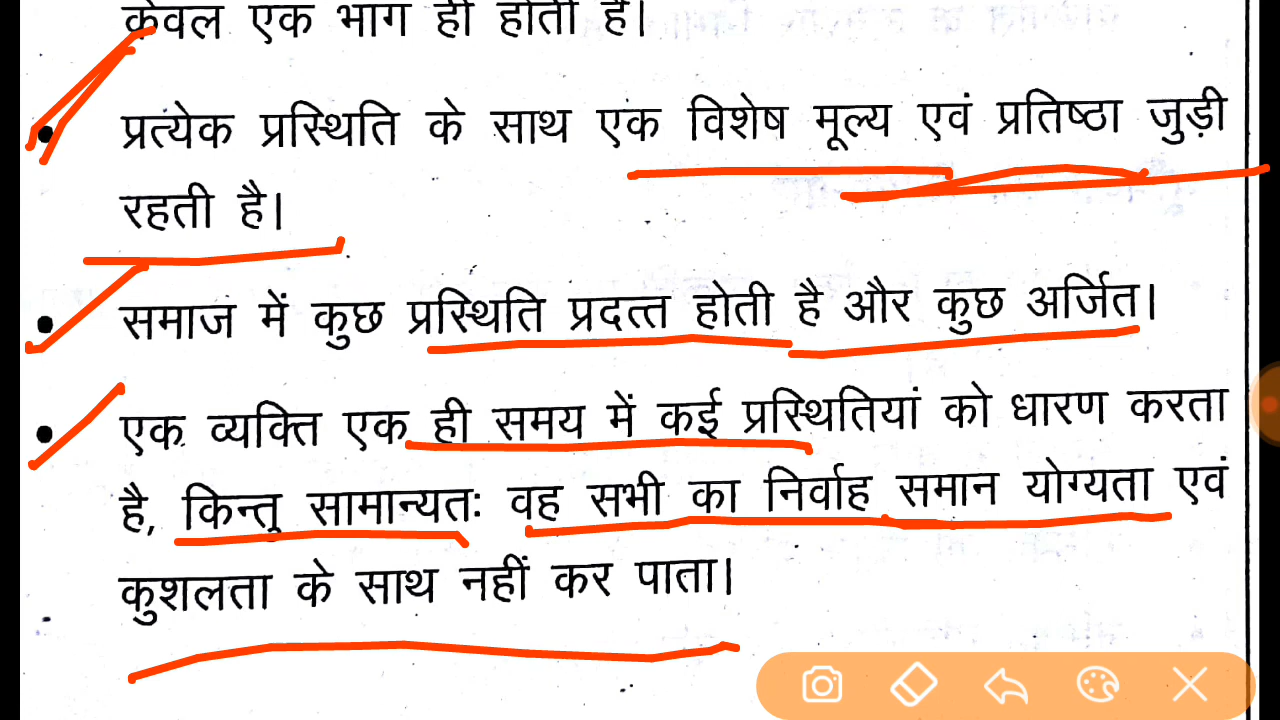 केवल एक भाग ही होती है।
प्रत्येक प्रस्थिति के साथ एक विशेष मूल्य एवं प्रतिष्ठा जुड़ी
रहती है।
समाज में कुछ प्रस्थिति प्रदत्त होती है और कुछ अर्जित।
एक व्यक्ति एक ही समय में कई प्रस्थितियां को धारण करता
है, किन्तु सामान्यतः वह सभी का निर्वाह समान योग्यता एवं
कुशलता के साथ नहीं कर पाता।